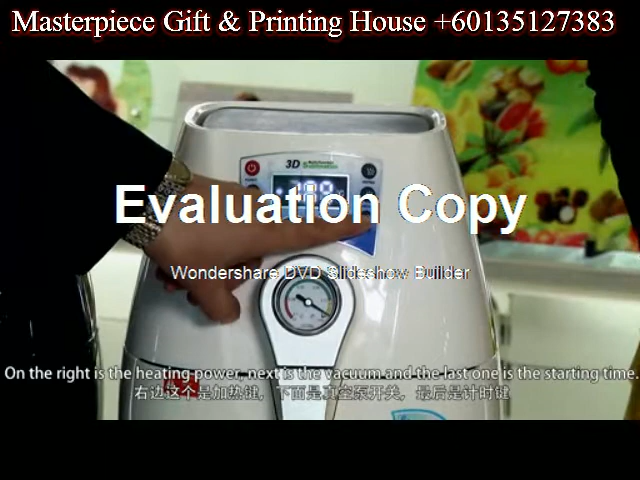 Masterpiece Gift & Printing House +60135127383
3D Sublimation
Evaluation Copy
Wondershare DVD Slideshow Builder
On the right is the heating power, next is the vacuum and the last one is the starting time.
右边这个是加热键，下面是真空泵开关，最后是计时键